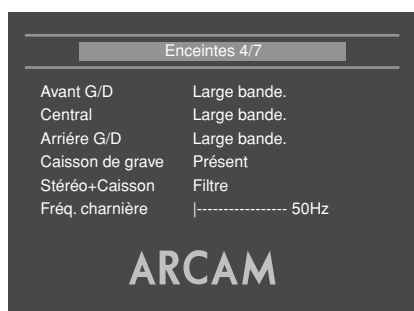 Enceintes 4/7
Avant G/D Large bande.
Central Large bande.
Arriére G/D Large bande.
Caisson de grave Présent
Stéréo+Caisson Filtre
Fréq. charnière |----------------- 50Hz
ARCAM